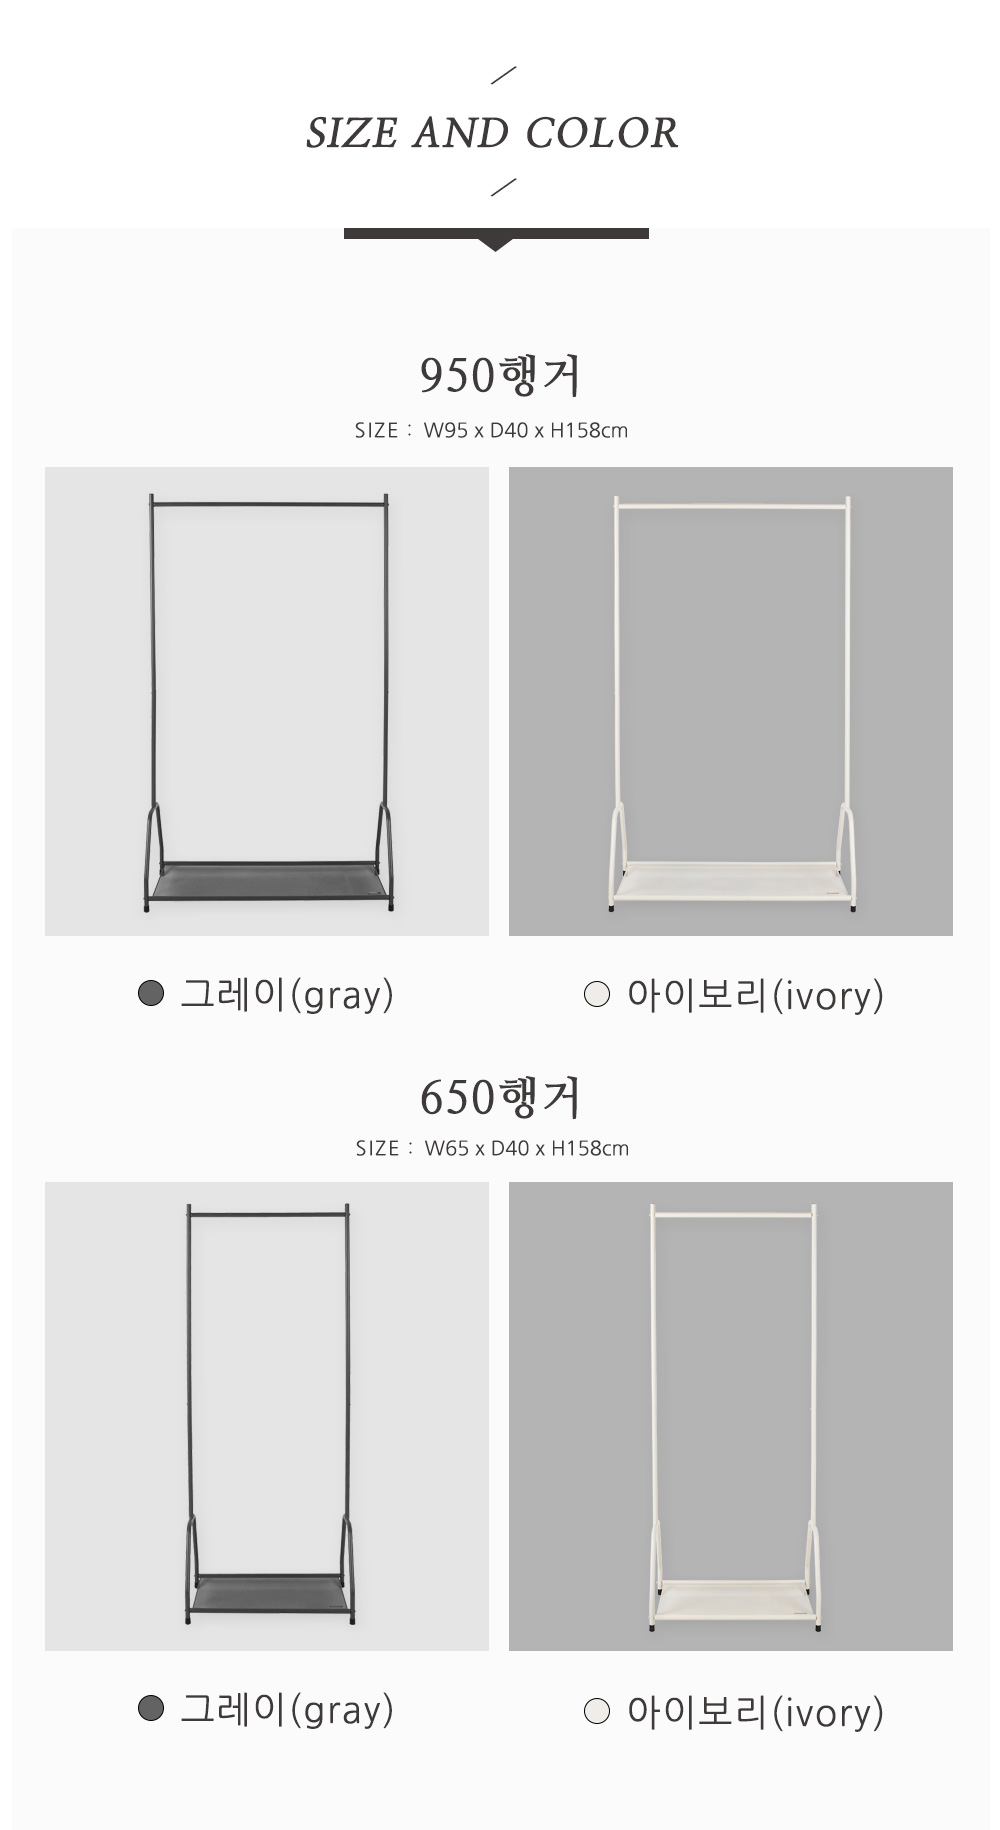 SIZE AND COLOR
950행거
SIZE : W95 x D40 x H158cm
그레이(gray)
아이보리(ivory)
650행거
SIZE : W65 x D40 x H158cm
그레이(gray)
아이보리(ivory)